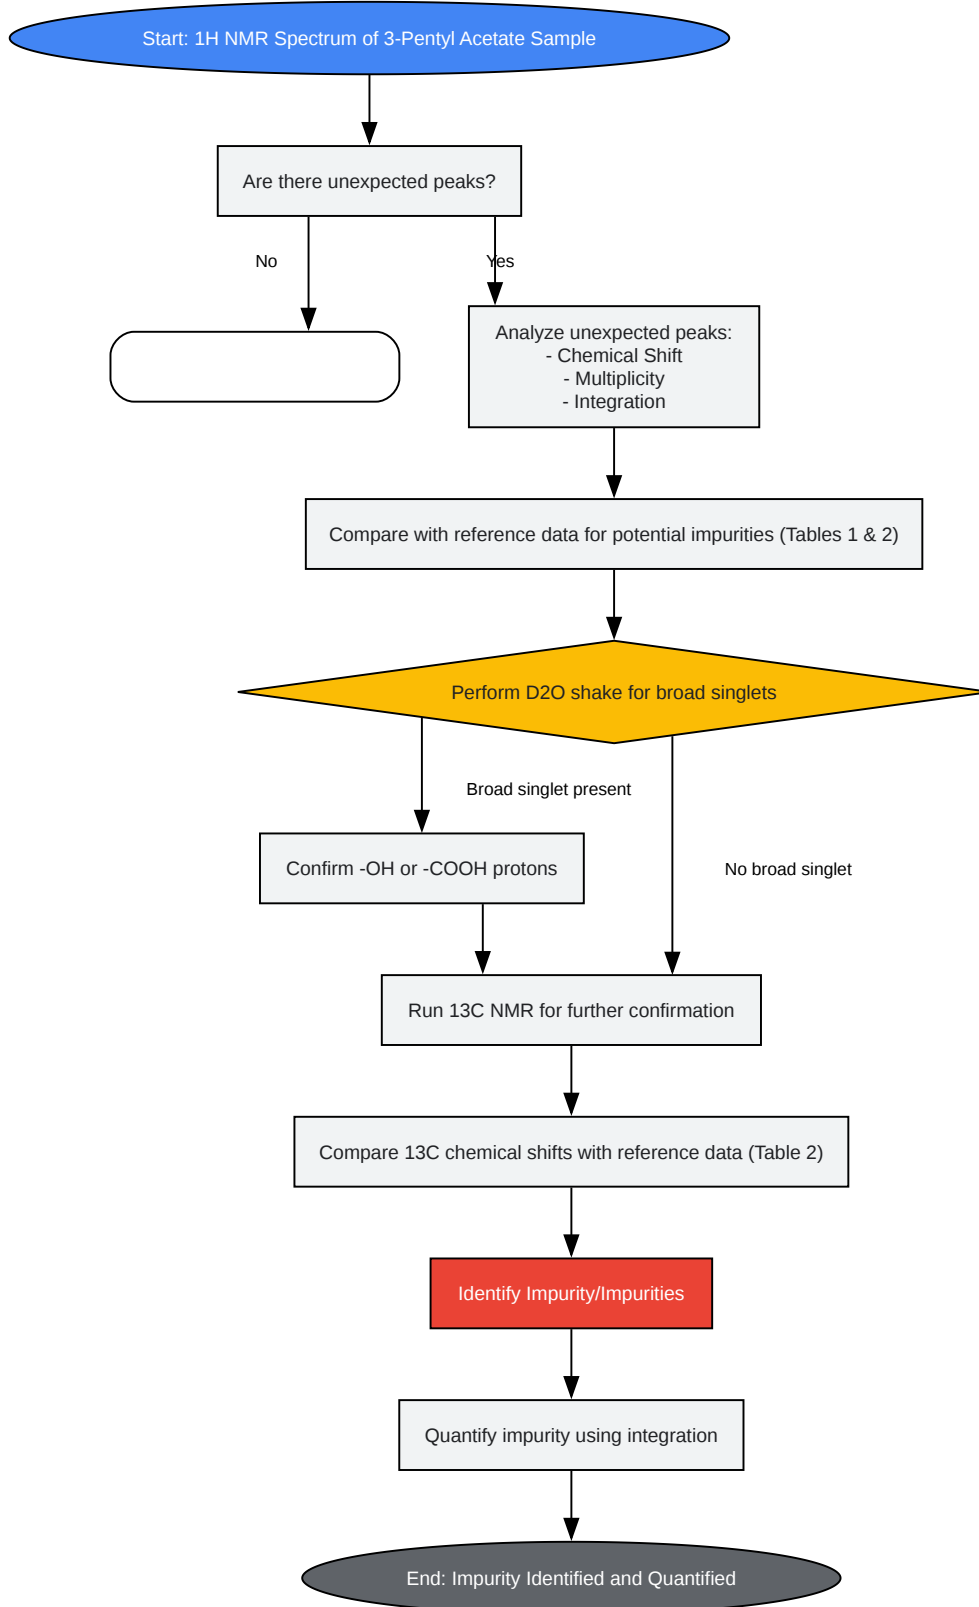 Start: 1H NMR Spectrum of 3-Pentyl Acetate Sample
Are there unexpected peaks?
No
Yes
Analyze unexpected peaks:
- Chemical Shift
- Multiplicity
- Integration
Compare with reference data for potential impurities (Tables 1 & 2)
Perform D2O shake for broad singlets
Broad singlet present
Confirm -OH or -COOH protons
No broad singlet
Run 13C NMR for further confirmation
Compare 13C chemical shifts with reference data (Table 2)
Identify Impurity/Impurities
Quantify impurity using integration
End: Impurity Identified and Quantified